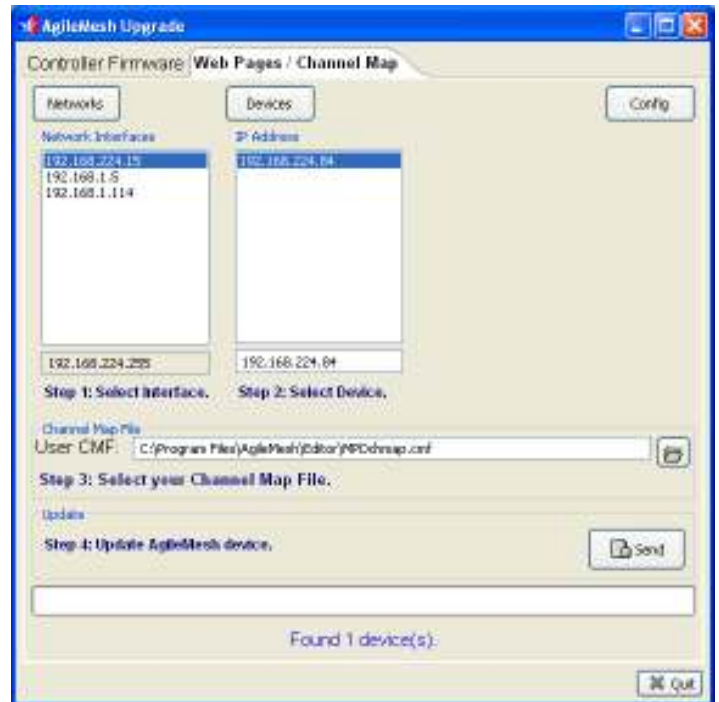 AgileMesh Upgrade
Controller Firmware Web Pages / Channel Map
Networks Devices Config
Network Interfaces IP Address
192.168.224.15 192.168.224.84
192.168.1.5
192.168.1.114
192.168.224.255 192.168.224.84
Step 1: Select Interface. Step 2: Select Device.
Channel Map File
User CMF: C:\Program Files\AgileMesh\Editor\MPDchmap.cmf
Step 3: Select your Channel Map File.
Update
Step 4: Update AgileMesh device.
Send
Found 1 device(s).
Quit